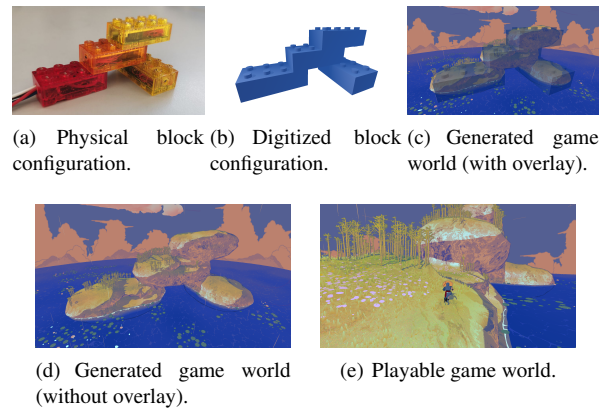 (a) Physical block configuration.
(b) Digitized block configuration.
(c) Generated game world (with overlay).
(d) Generated game world (without overlay).
(e) Playable game world.